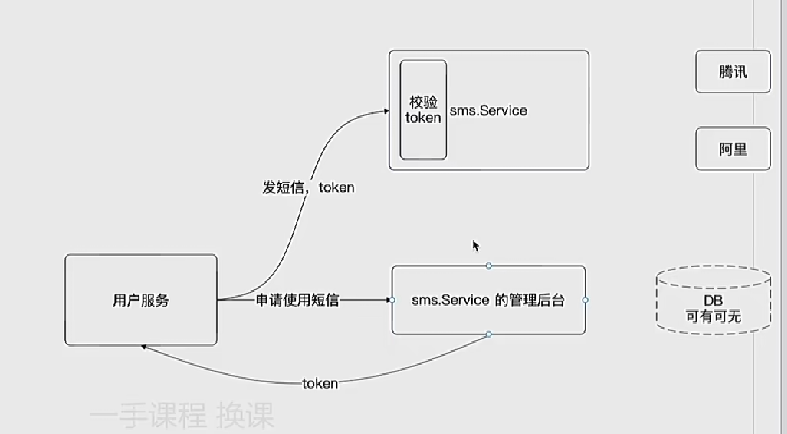 腾讯
校验
token
sms.Service
阿里
发短信，token
用户服务
申请使用短信
sms.Service 的管理后台
DB
可有可无
token
一手课程 换课